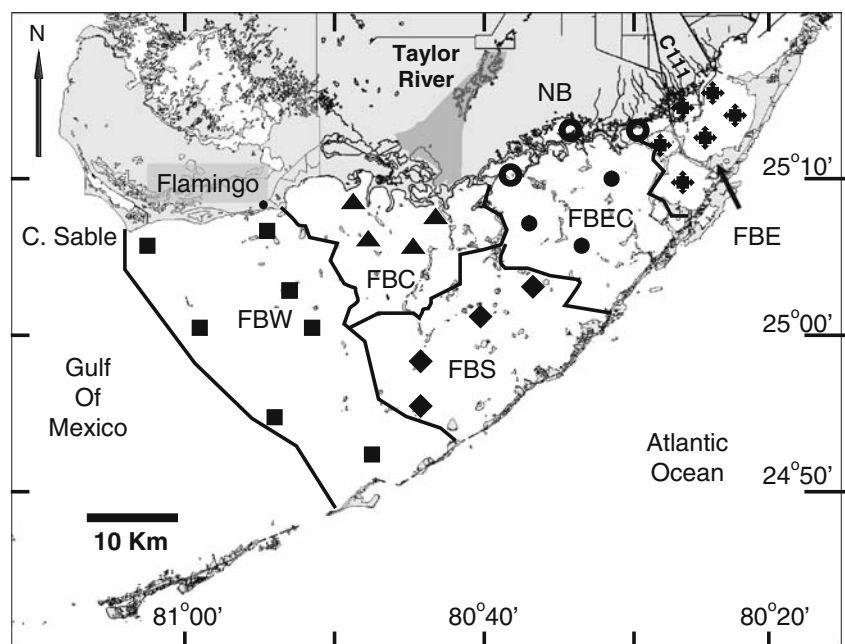 N
Taylor
River
NB
C111
Flamingo
25°10'
C. Sable
FBEC
FBE
FBC
FBW
25°00'
FBS
Gulf
Of
Mexico
Atlantic
Ocean
24°50'
10 Km
81°00'
80°40'
80°20'